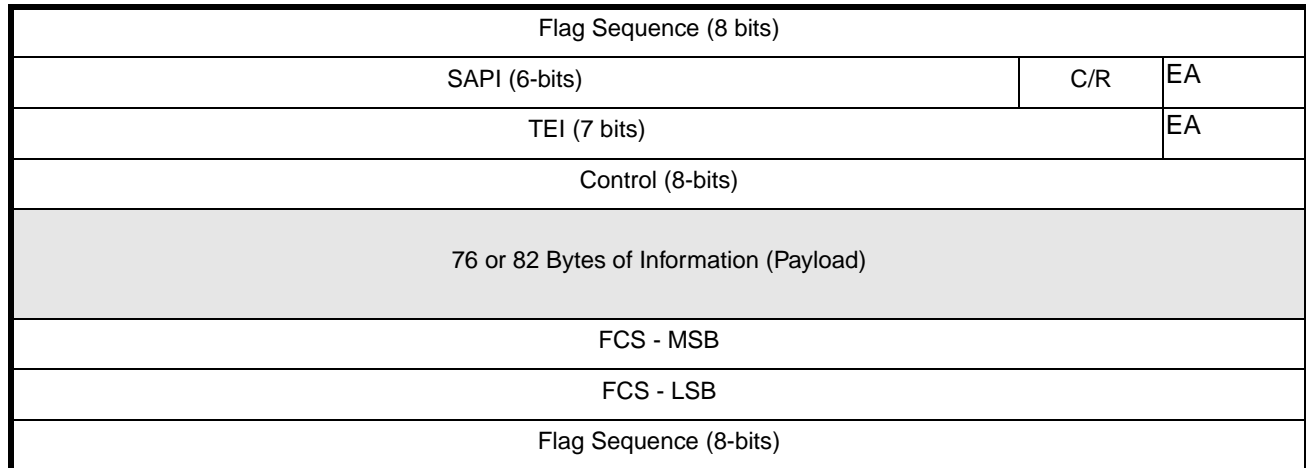 Flag Sequence (8 bits)
SAPI (6-bits) C/R EA
TEI (7 bits) EA
Control (8-bits)
76 or 82 Bytes of Information (Payload)
FCS - MSB
FCS - LSB
Flag Sequence (8-bits)